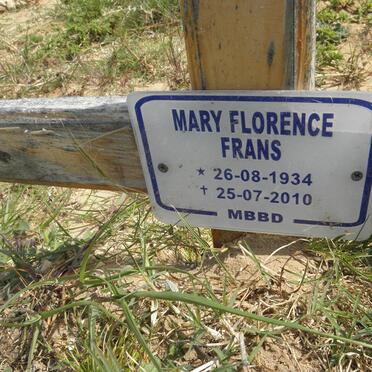 MARY FLORENCE
FRANS
★ 26-08-1934
✝ 25-07-2010
MBBD